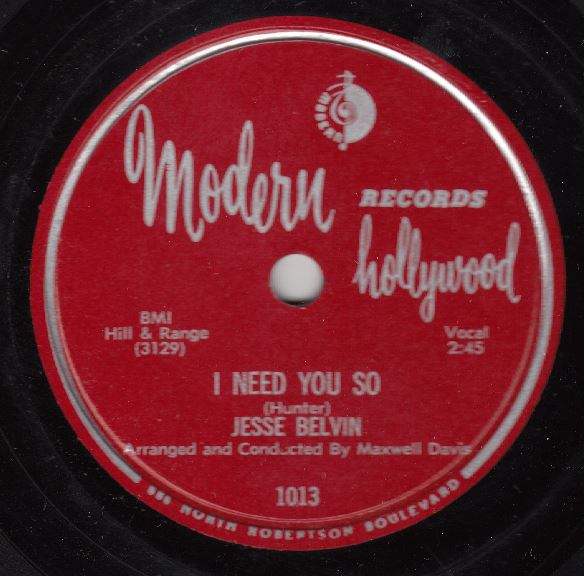 MODERN
Modern
RECORDS
hollywood
BMI
Hill & Range
(3129)
Vocal
2:45
I NEED YOU SO
(Hunter)
JESSE BELVIN
Arranged and Conducted By Maxwell Davis
1013
NORTH ROBERTSON BOULEVARD